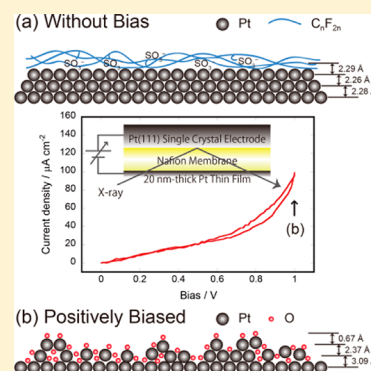 (a) Without Bias
Pt
CnF2n
SO3-
SO3-
SO3-
SO3-
2.29 Å
2.26 Å
2.28 Å
Current density / μA cm-2
160
140
120
100
80
60
40
20
0
Pt(111) Single Crystal Electrode
Nafion Membrane
20 nm-thick Pt Thin Film
X-ray
(b)
0
0.2
0.4
0.6
0.8
1
Bias / V
(b) Positively Biased
Pt
O
0.67 Å
2.37 Å
3.09 Å